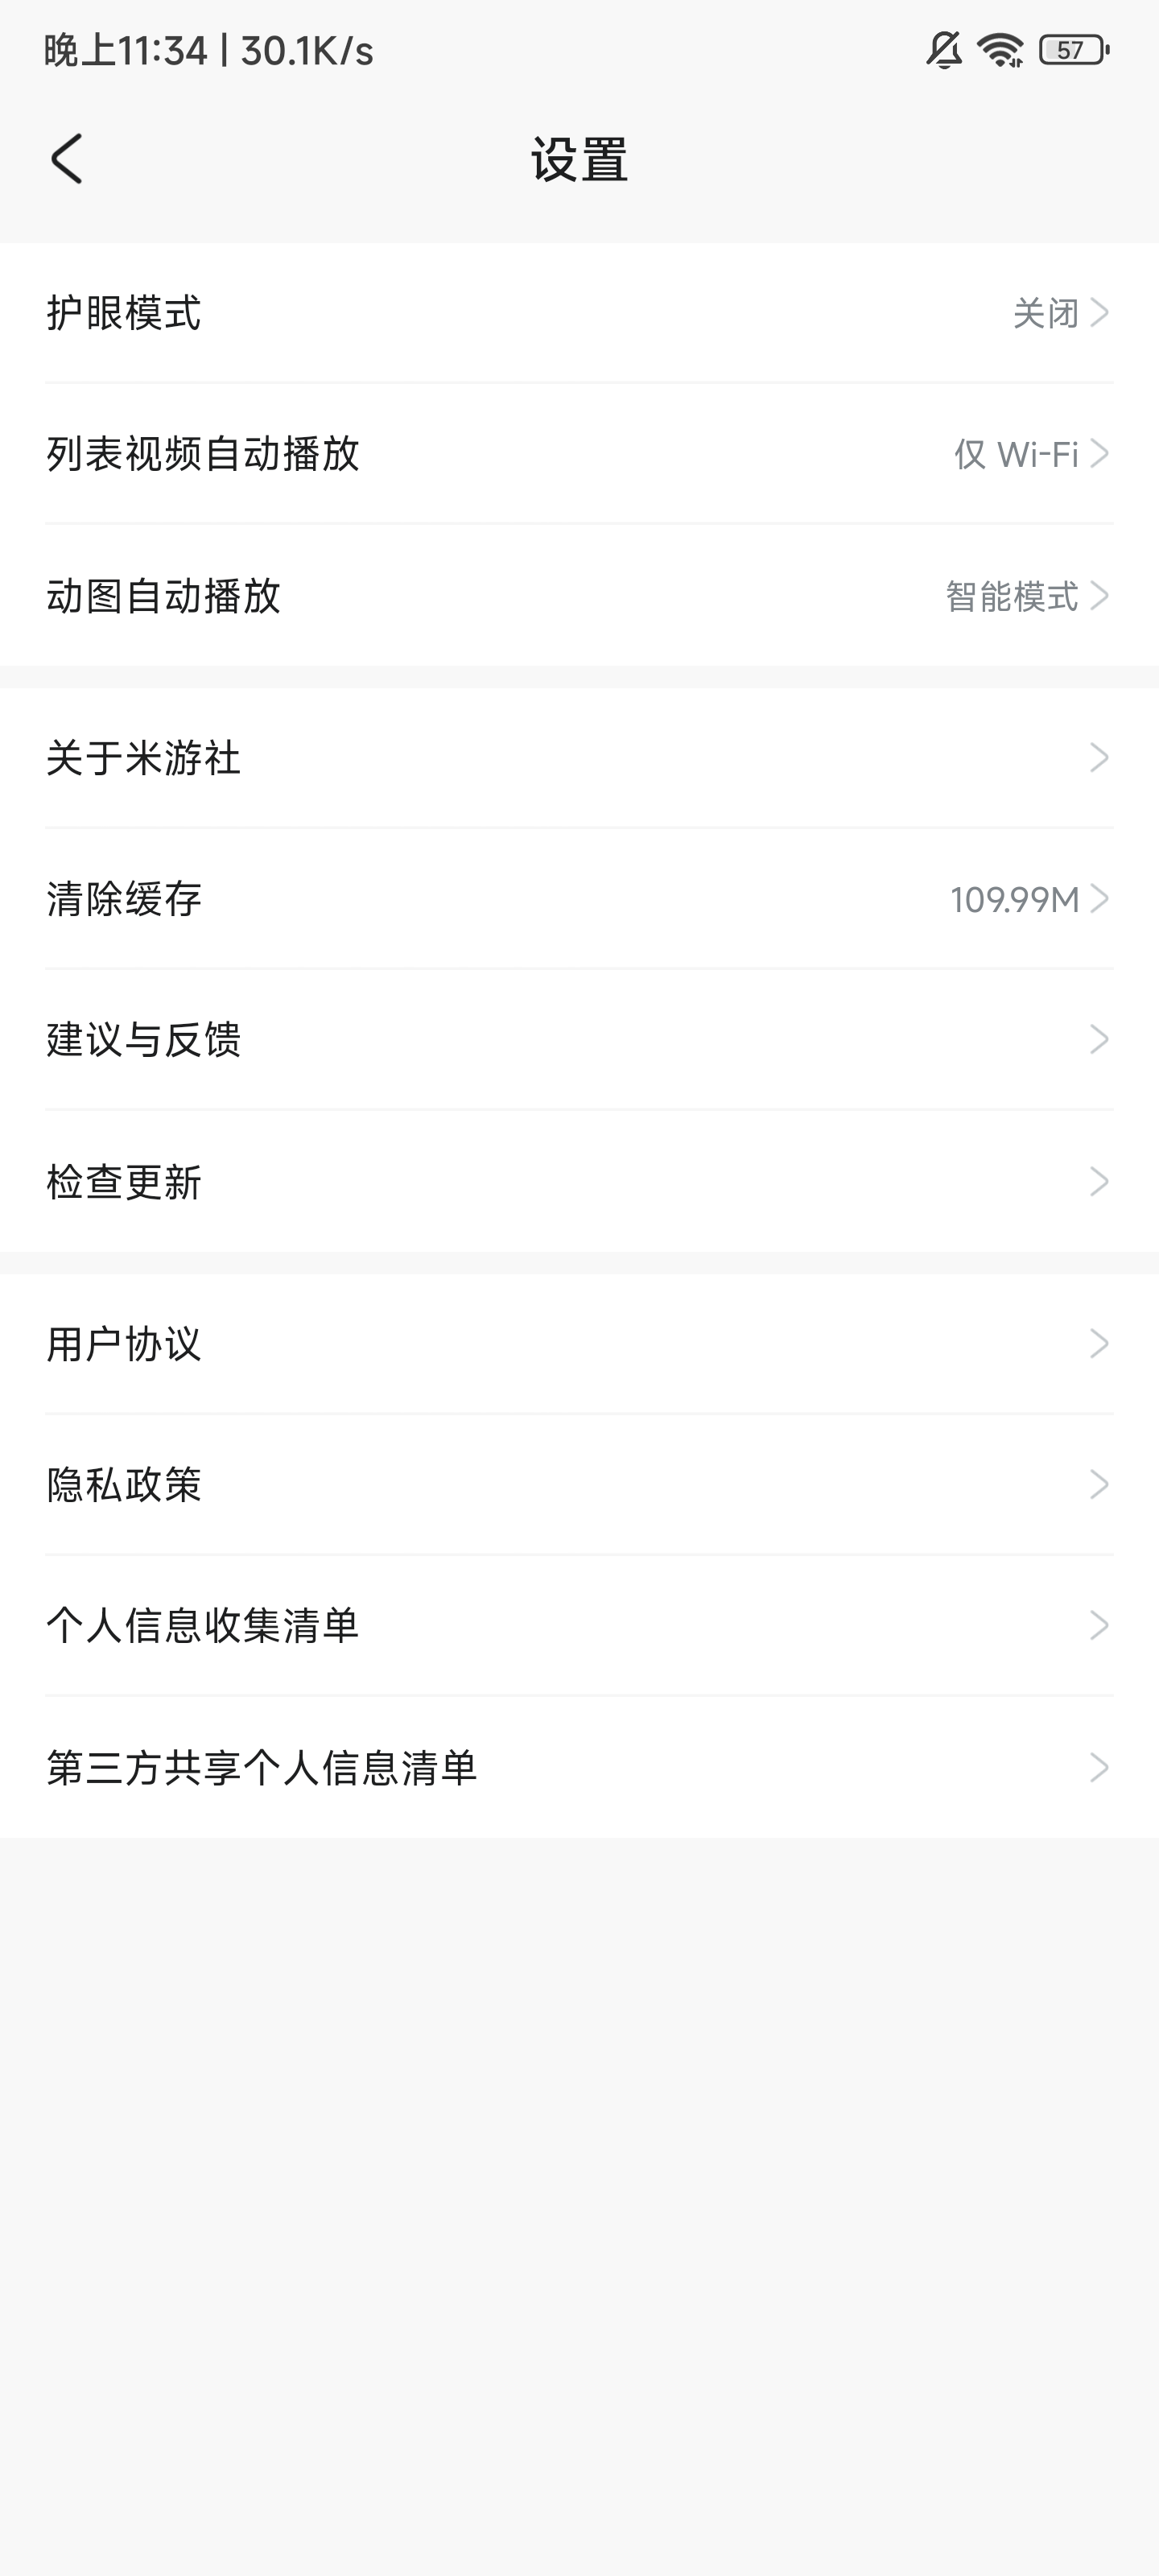 晚上11:34 | 30.1K/s
57
设置
护眼模式 关闭
列表视频自动播放 仅 Wi-Fi
动图自动播放 智能模式
关于米游社
清除缓存 109.99M
建议与反馈
检查更新
用户协议
隐私政策
个人信息收集清单
第三方共享个人信息清单